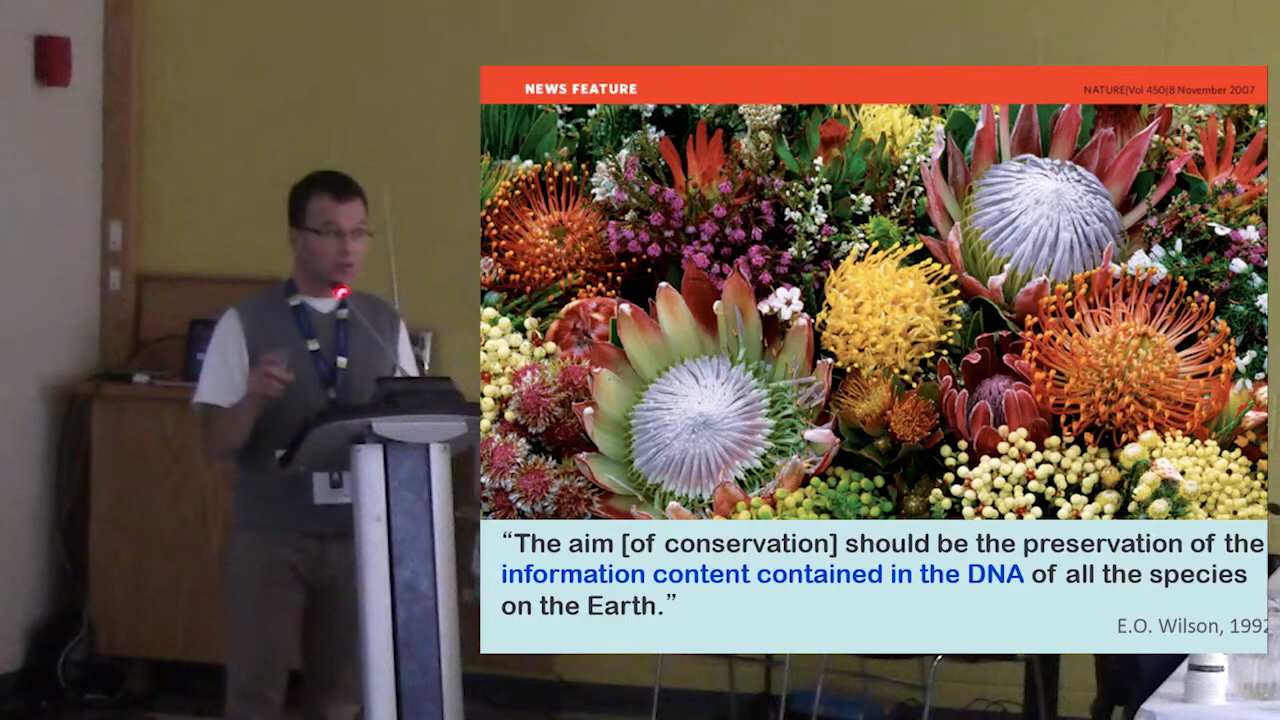 NEWS FEATURE
NATURE|Vol 450|8 November 2007
“The aim [of conservation] should be the preservation of the
information content contained in the DNA of all the species
on the Earth.”
E.O. Wilson, 1992